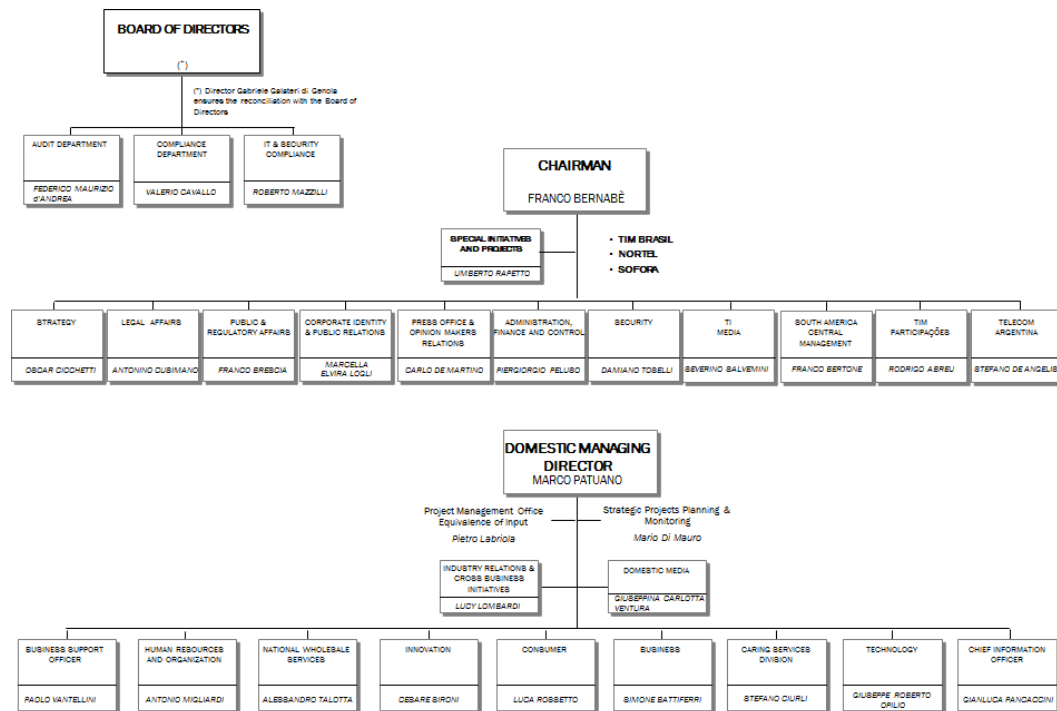 BOARD OF DIRECTORS
(*)
(*) Director Gabriele Galateri di Genola
ensures the reconciliation with the Board of
Directors
AUDIT DEPARTMENT
FEDERICO MAURIZIO
d'ANDREA
COMPLIANCE
DEPARTMENT
VALERIO CAVALLO
IT & SECURITY
COMPLIANCE
ROBERTO MAZZILLI
CHAIRMAN
FRANCO BERNABÈ
SPECIAL INITIATIVES
AND PROJECTS
UMBERTO RAPETTO
• TIM BRASIL
• NORTEL
• SOFORA
STRATEGY
OSCAR CICCHETTI
LEGAL AFFAIRS
ANTONINO CUSIMANO
PUBLIC &
REGULATORY AFFAIRS
FRANCO BRESCIA
CORPORATE IDENTITY
& PUBLIC RELATIONS
MARCELLA
ELVIRA LOGLI
PRESS OFFICE &
OPINION MAKERS
RELATIONS
CARLO DE MARTINO
ADMINISTRATION,
FINANCE AND CONTROL
PIERGIORGIO PELUSO
SECURITY
DAMIANO TOSELLI
TI
MEDIA
SEVERINO SALVEMINI
SOUTH AMERICA
CENTRAL
MANAGEMENT
FRANCO BERTONE
TIM
PARTICIPAÇÕES
RODRIGO ABREU
TELECOM
ARGENTINA
STEFANO DE ANGELIS
DOMESTIC MANAGING
DIRECTOR
MARCO PATUANO
Project Management Office
Equivalence of Input
Pietro Labriola
Strategic Projects Planning &
Monitoring
Mario Di Mauro
INDUSTRY RELATIONS &
CROSS BUSINESS
INITIATIVES
LUCY LOMBARDI
DOMESTIC MEDIA
GIUSEPPINA CARLOTTA
VENTURA
BUSINESS SUPPORT
OFFICER
PAOLO VANTELLINI
HUMAN RESOURCES
AND ORGANIZATION
ANTONIO MIGLIARDI
NATIONAL WHOLEBALE
SERVICES
ALESSANDRO TALOTTA
INNOVATION
CESARE SIRONI
CONSUMER
LUCA ROSSETTO
BUSINESS
SIMONE BATTIFERRI
CARING SERVICES
DIVISION
STEFANO CIURLI
TECHNOLOGY
GIUSEPPE ROBERTO
OPILIO
CHIEF INFORMATION
OFFICER
GIANLUCA PANCACCINI